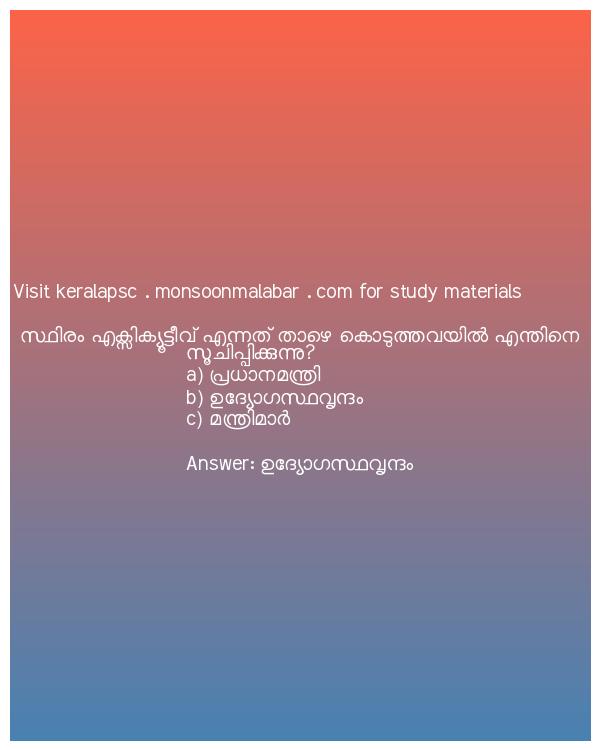 Visit keralapsc . monsoonmalabar . com for study materials
സ്ഥിരം എക്സിക്യൂട്ടീവ് എന്നത് താഴെ കൊടുത്തവയിൽ എന്തിനെ
സൂചിപ്പിക്കുന്നു?
a) പ്രധാനമന്ത്രി
b) ഉദ്യോഗസ്ഥവൃന്ദം
c) മന്ത്രിമാർ
Answer: ഉദ്യോഗസ്ഥവൃന്ദം